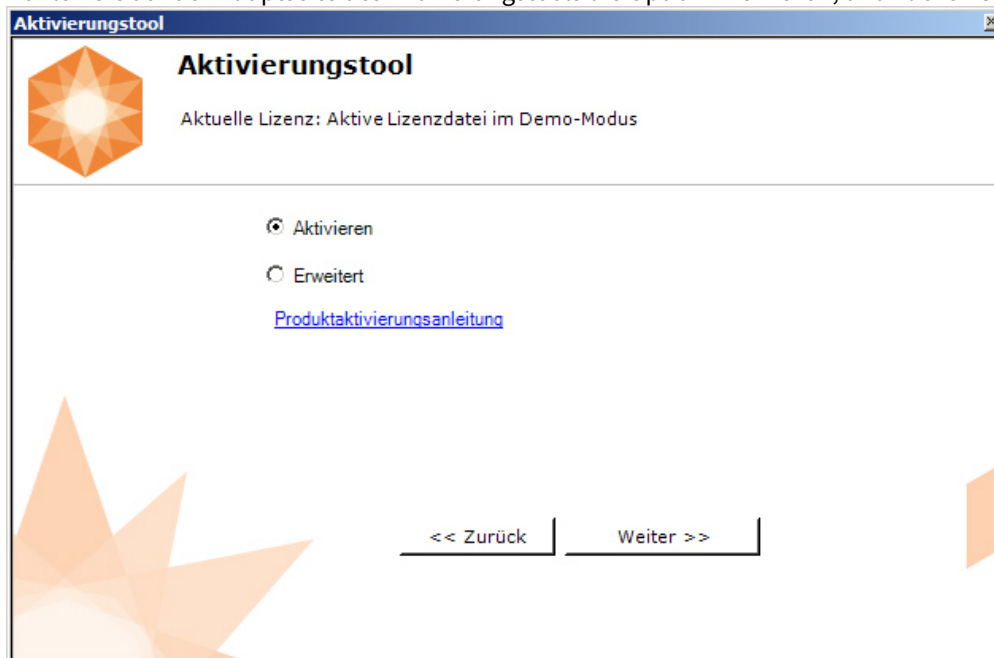 Aktivierungstool
Aktivierungstool
Aktuelle Lizenz: Aktive Lizenzdatei im Demo-Modus
Aktivieren
Erweitert
Produktaktivierungsanleitung
<< Zurück
Weiter >>